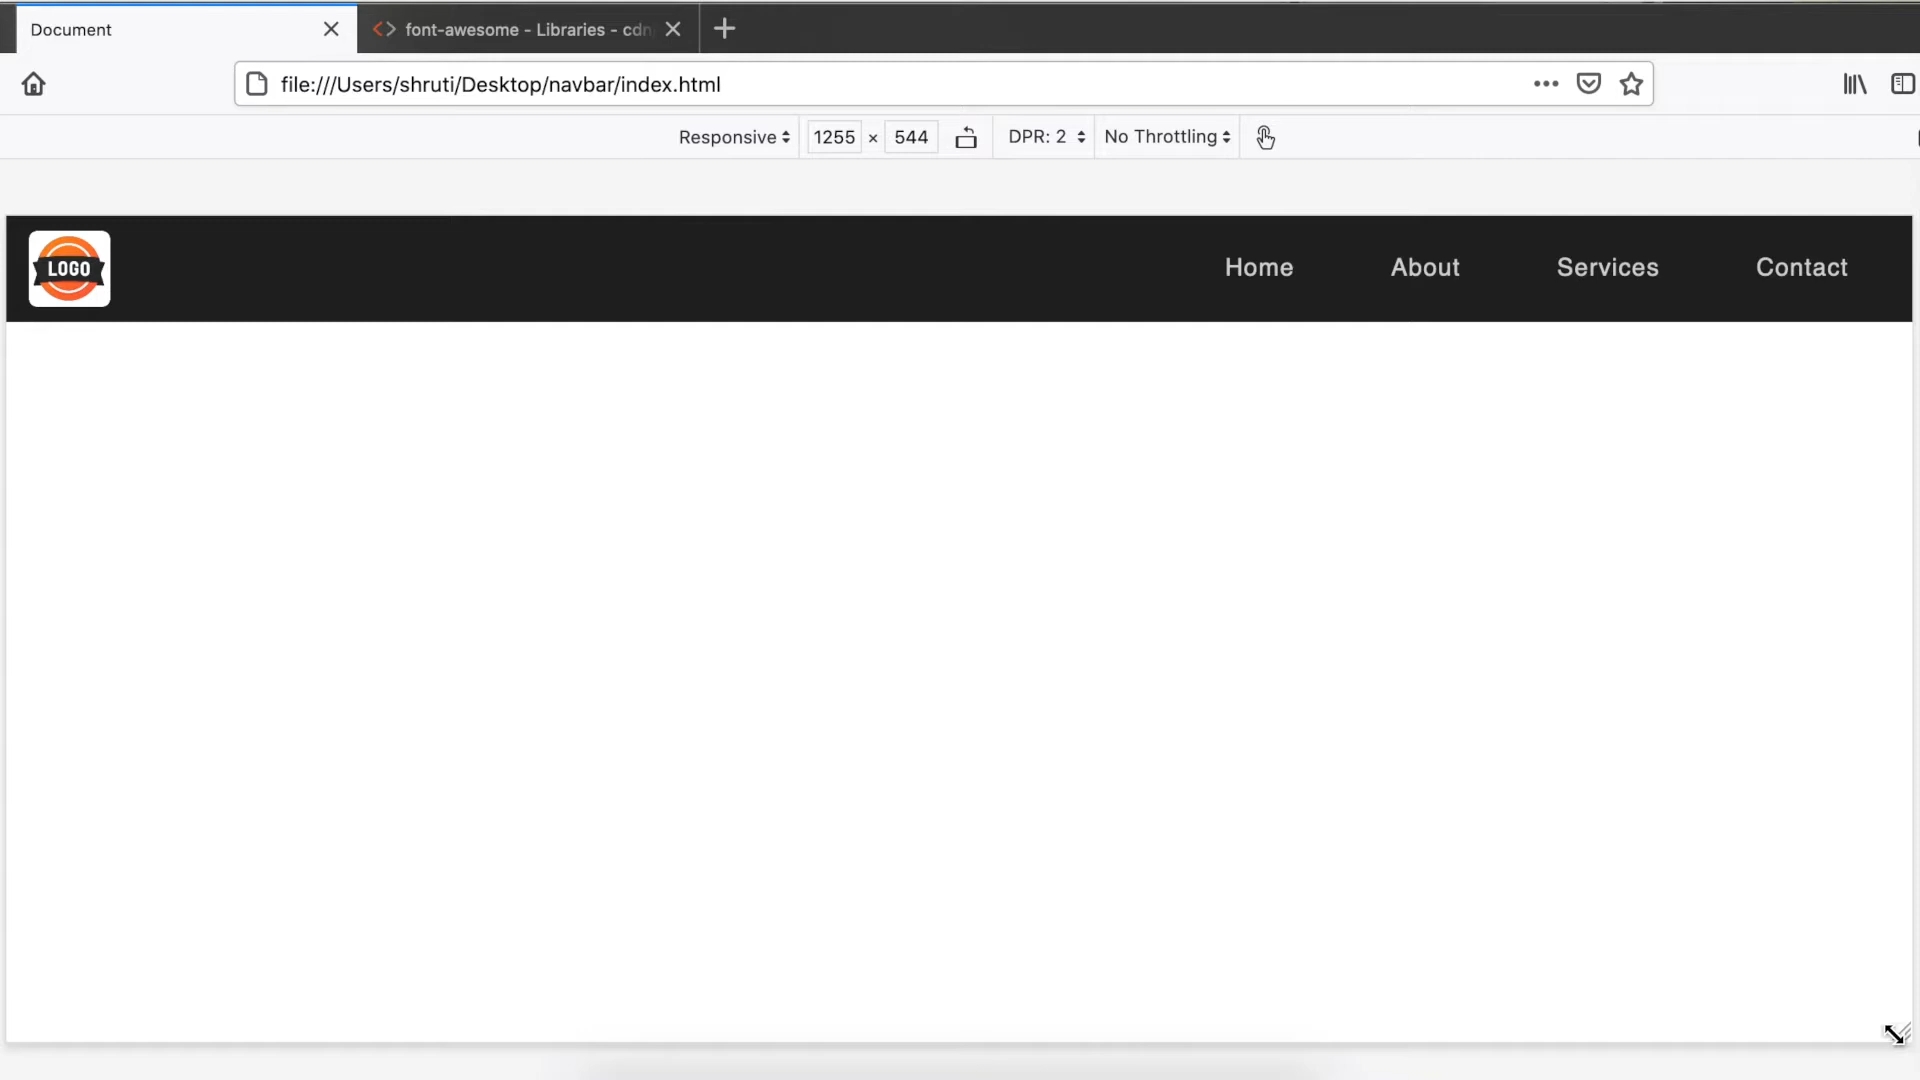 Document
font-awesome - Libraries - cdn
file:///Users/shruti/Desktop/navbar/index.html
Responsive 1255 × 544 DPR: 2 No Throttling
LOGO Home About Services Contact